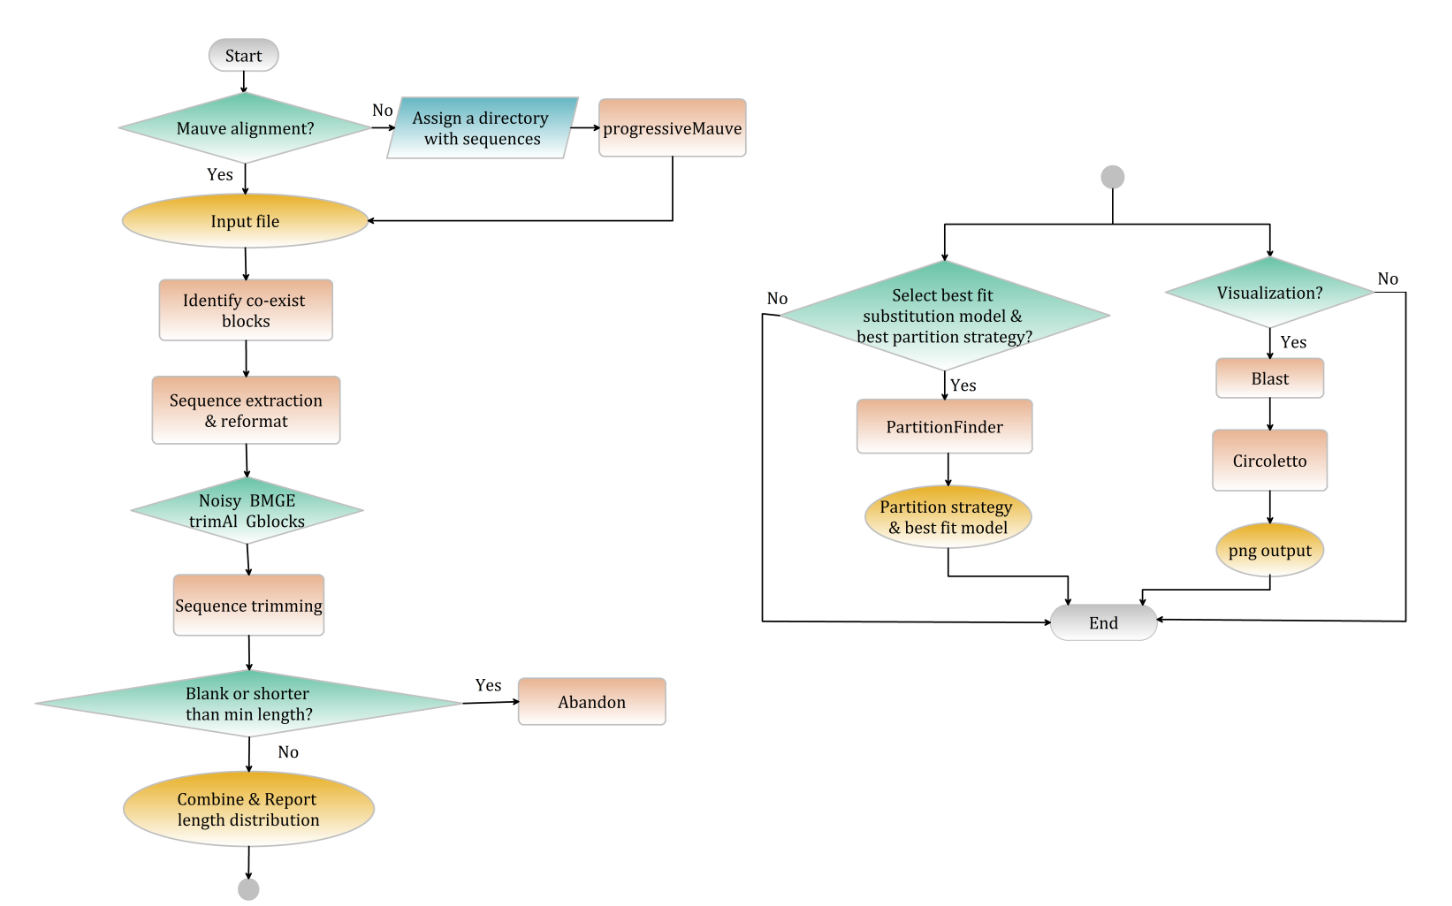 Start
Mauve alignment?
No
Assign a directory
with sequences
progressiveMauve
Yes
Input file
Identify co-exist
blocks
Sequence extraction
& reformat
Noisy BMGE
trimAl Gblocks
Sequence trimming
Blank or shorter
than min length?
Yes
Abandon
No
Combine & Report
length distribution
Select best fit
substitution model &
best partition strategy?
No
Yes
PartitionFinder
Partition strategy
& best fit model
Visualization?
No
Yes
Blast
Circoletto
png output
End